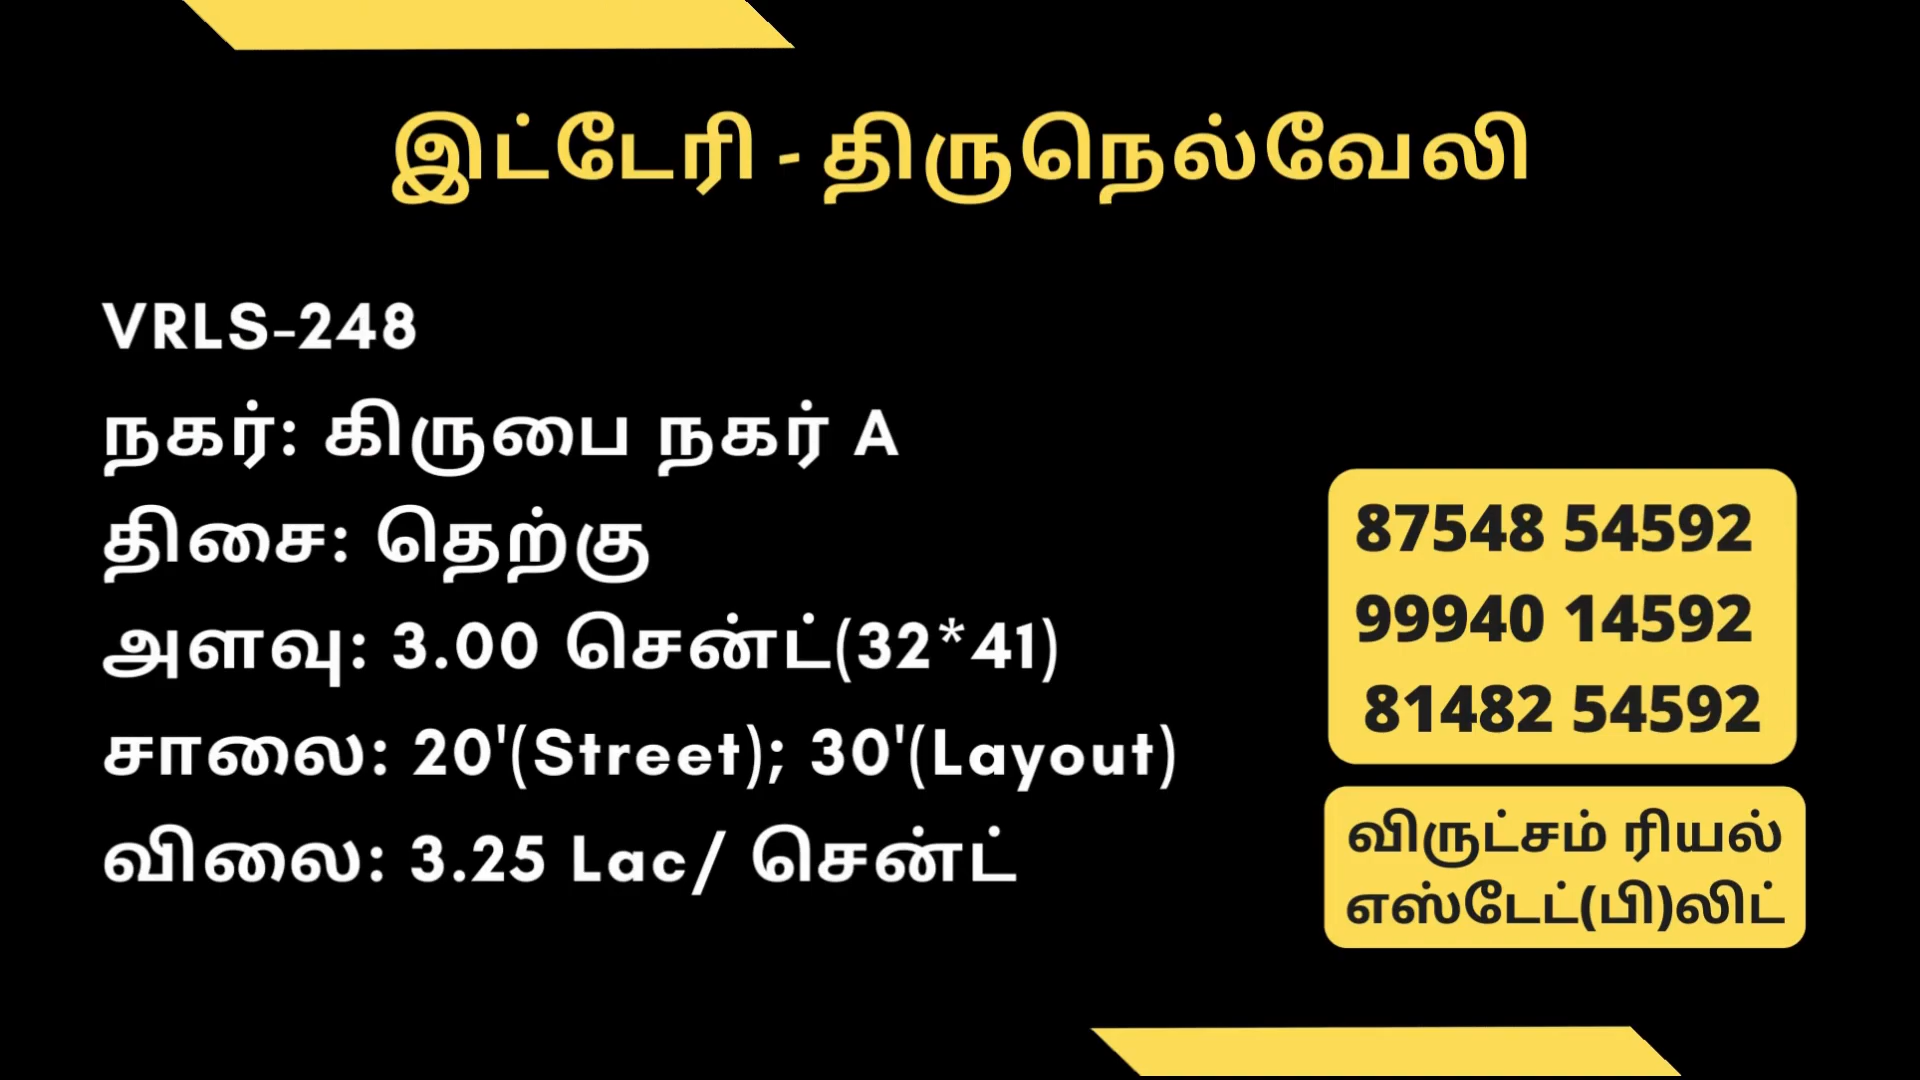 இட்டேரி - திருநெல்வேலி
VRLS-248
நகர்: கிருபை நகர் A
திசை: தெற்கு
அளவு: 3.00 சென்ட்(32*41)
சாலை: 20'(Street); 30'(Layout)
விலை: 3.25 Lac/ சென்ட்
87548 54592
99940 14592
81482 54592
விருட்சம் ரியல்
எஸ்டேட்(பி)லிட்